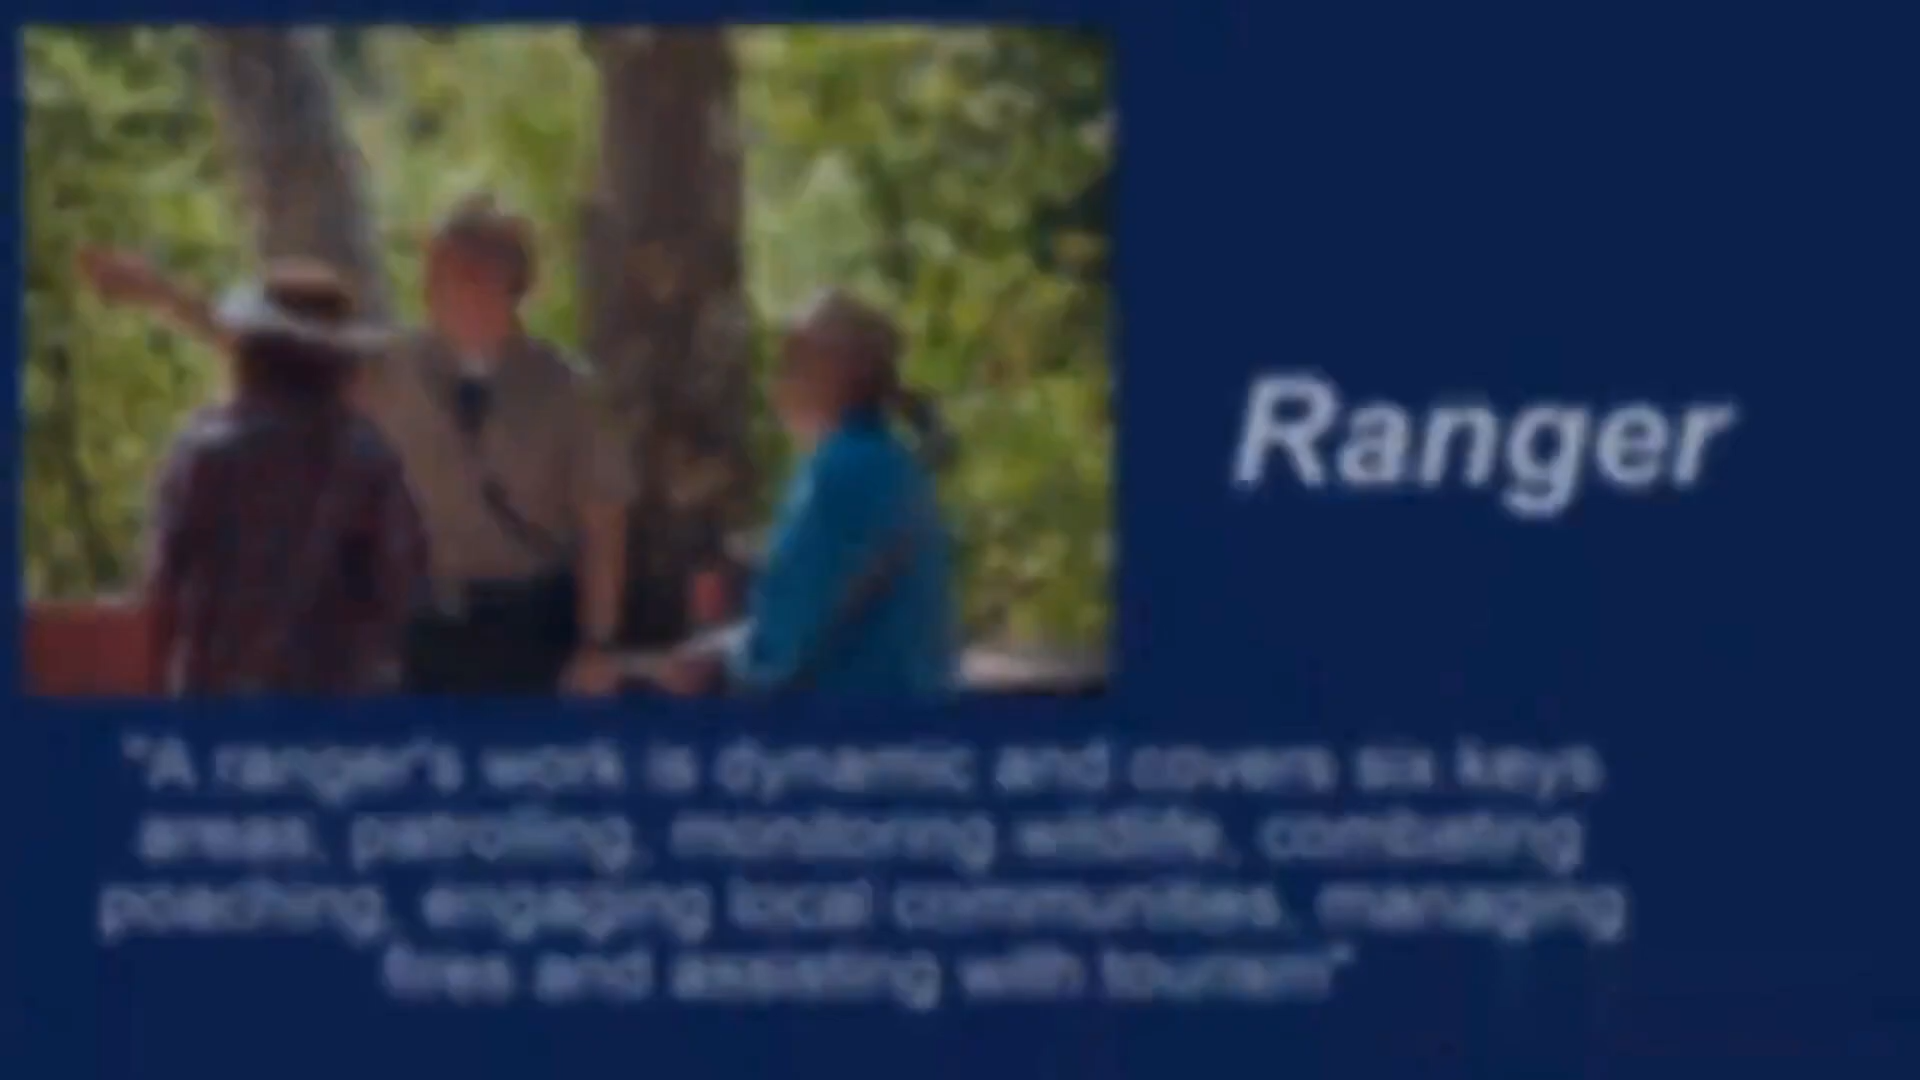 Ranger
"A ranger's work is dynamic and covers six keys
areas, patrolling, monitoring wildlife, combating
poaching, engaging local communities, managing
fires and assisting with tourism"